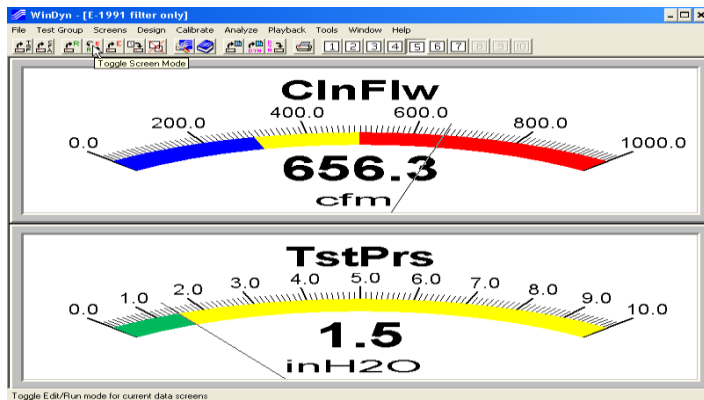 WinDyn - [E-1991 filter only]
File Test Group Screens Design Calibrate Analyze Playback Tools Window Help
1 2 3 4 5 6 7 8 9 10
Toggle Screen Mode
ClnFlw
0.0 200.0 400.0 600.0 800.0 1000.0
656.3
cfm
TstPrs
0.0 1.0 2.0 3.0 4.0 5.0 6.0 7.0 8.0 9.0 10.0
1.5
inH2O
Toggle Edit/Run mode for current data screens